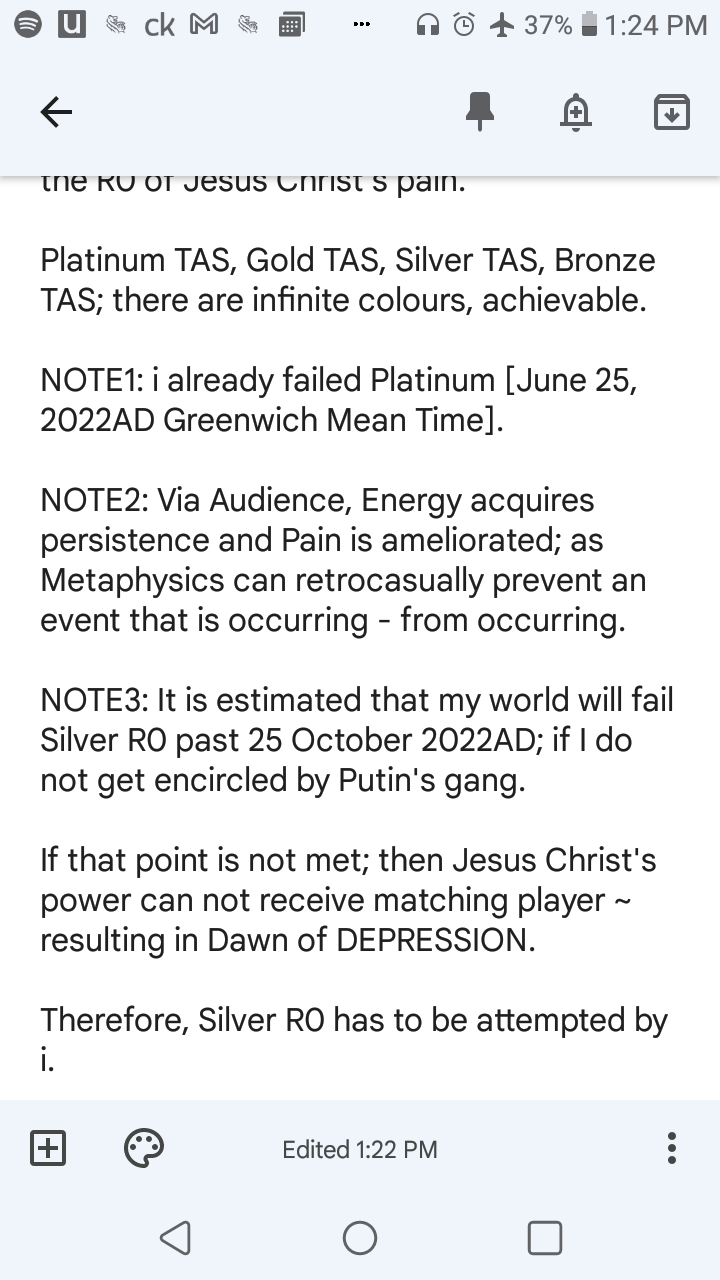 37% 1:24 PM
the R0 of Jesus Christ's pain.
Platinum TAS, Gold TAS, Silver TAS, Bronze
TAS; there are infinite colours, achievable.
NOTE1: i already failed Platinum [June 25,
2022AD Greenwich Mean Time].
NOTE2: Via Audience, Energy acquires
persistence and Pain is ameliorated; as
Metaphysics can retrocasually prevent an
event that is occurring - from occurring.
NOTE3: It is estimated that my world will fail
Silver R0 past 25 October 2022AD; if I do
not get encircled by Putin's gang.
If that point is not met; then Jesus Christ's
power can not receive matching player ~
resulting in Dawn of DEPRESSION.
Therefore, Silver R0 has to be attempted by
i.
Edited 1:22 PM